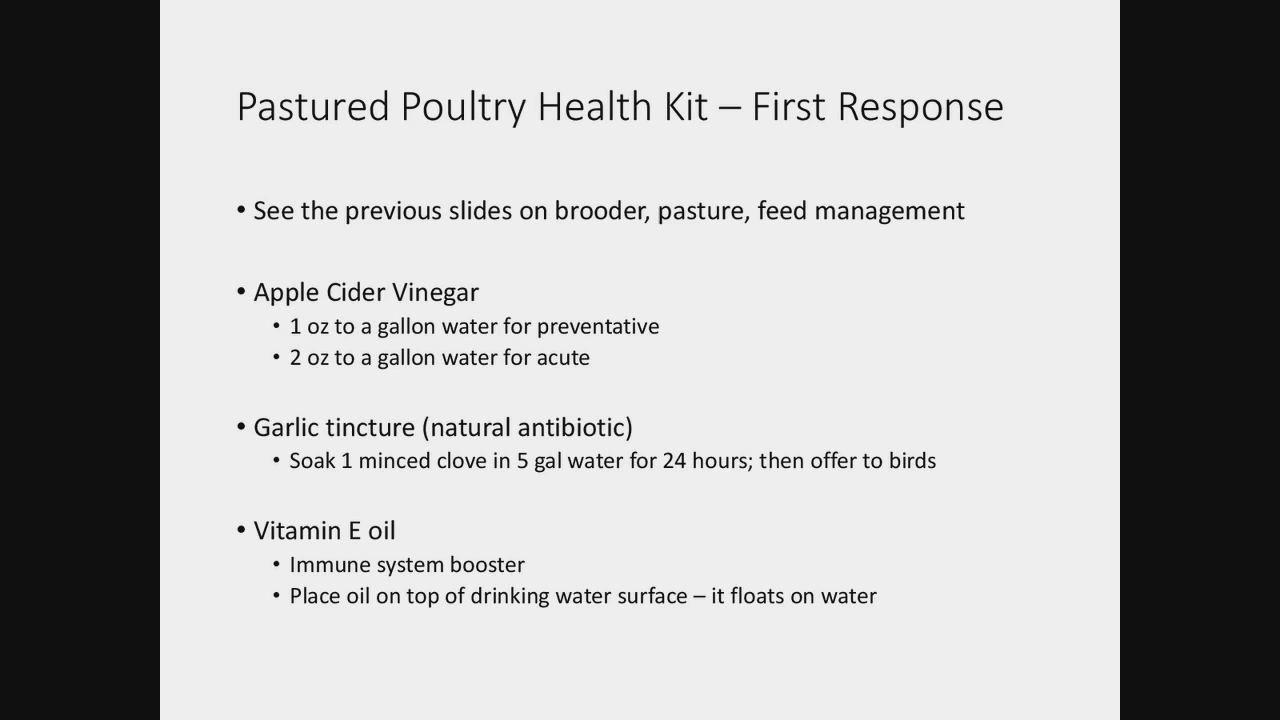 Pastured Poultry Health Kit – First Response
• See the previous slides on brooder, pasture, feed management
• Apple Cider Vinegar
• 1 oz to a gallon water for preventative
• 2 oz to a gallon water for acute
• Garlic tincture (natural antibiotic)
• Soak 1 minced clove in 5 gal water for 24 hours; then offer to birds
• Vitamin E oil
• Immune system booster
• Place oil on top of drinking water surface – it floats on water